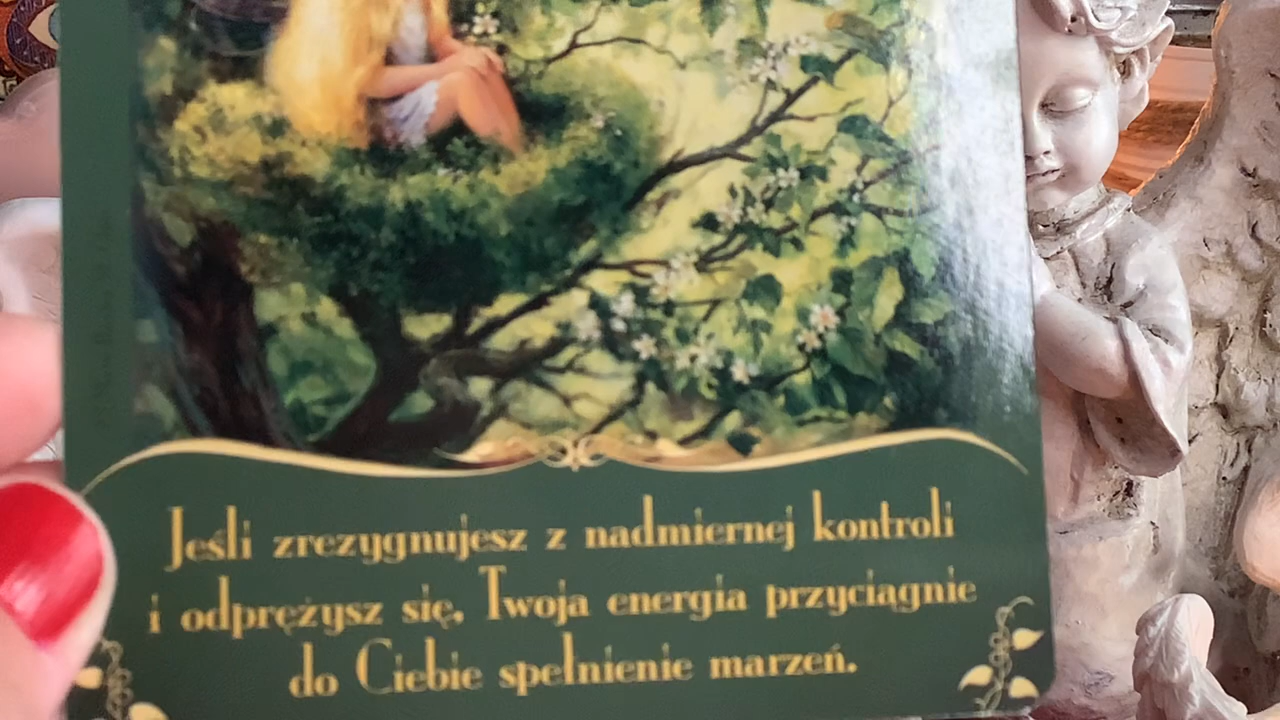 Jeśli zrezygnujesz z nadmiernej kontroli
i odprężysz się, Twoja energia przyciągnie
do Ciebie spełnienie marzeń.